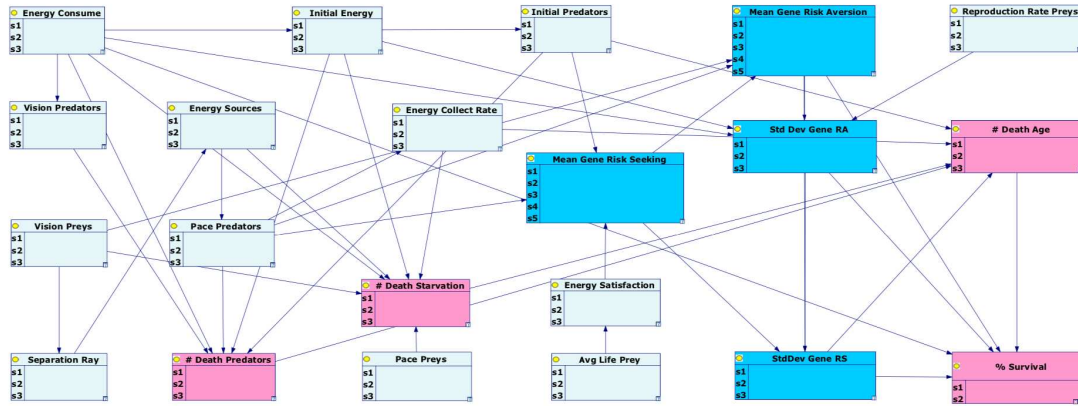 Energy Consume
s1
s2
s3
Initial Energy
s1
s2
s3
Initial Predators
s1
s2
s3
Mean Gene Risk Aversion
s1
s2
s3
s4
s5
Reproduction Rate Preys
s1
s2
s3
Vision Predators
s1
s2
s3
Energy Sources
s1
s2
s3
Energy Collect Rate
s1
s2
s3
Std Dev Gene RA
s1
s2
s3
# Death Age
s1
s2
s3
Mean Gene Risk Seeking
s1
s2
s3
s4
s5
Vision Preys
s1
s2
s3
Pace Predators
s1
s2
s3
# Death Starvation
s1
s2
s3
Energy Satisfaction
s1
s2
s3
Separation Ray
s1
s2
s3
# Death Predators
s1
s2
s3
Pace Preys
s1
s2
s3
Avg Life Prey
s1
s2
s3
StdDev Gene RS
s1
s2
s3
% Survival
s1
s2